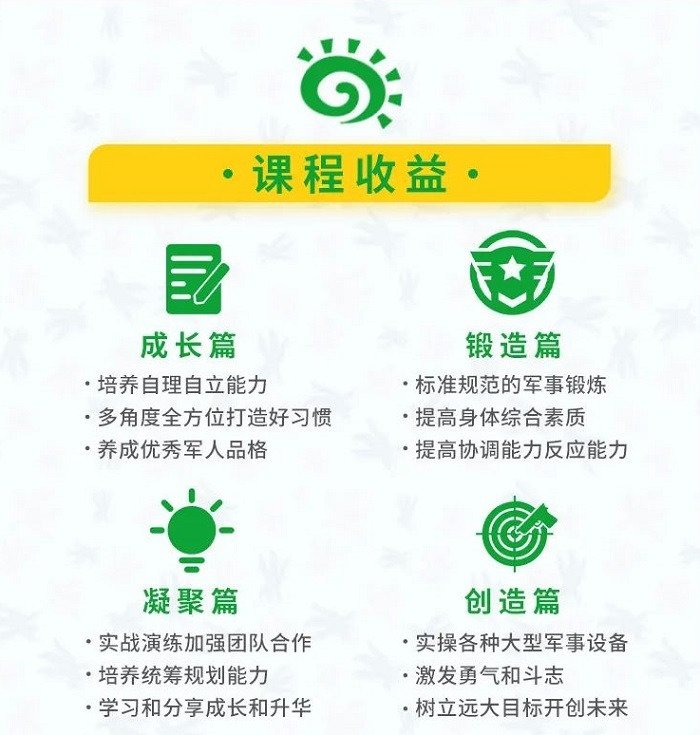 ·课程收益·
成长篇
·培养自理自立能力
·多角度全方位打造好习惯
·养成优秀军人品格
锻造篇
·标准规范的军事锻炼
·提高身体综合素质
·提高协调能力反应能力
凝聚篇
·实战演练加强团队合作
·培养统筹规划能力
·学习和分享成长和升华
创造篇
·实操各种大型军事设备
·激发勇气和斗志
·树立远大目标开创未来